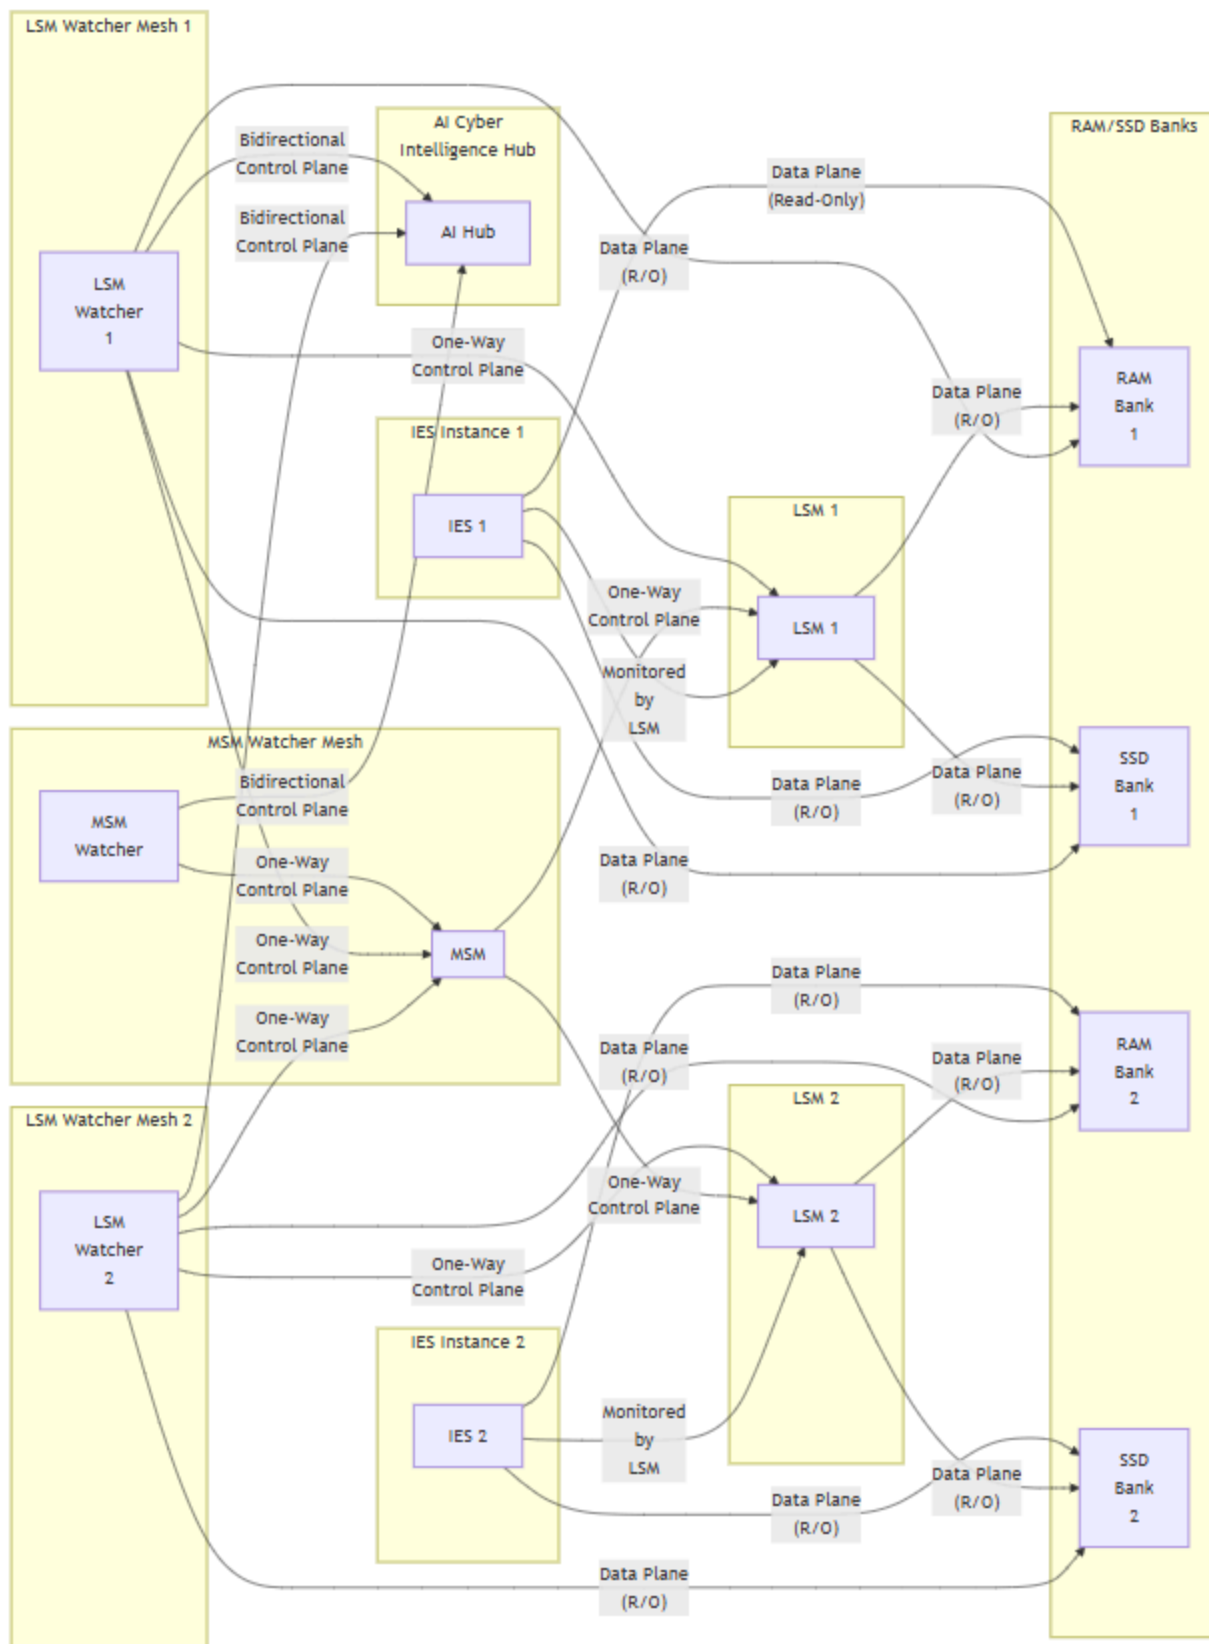 LSM Watcher Mesh 1
AI Cyber
Intelligence Hub
RAM/SSD Banks
Bidirectional
Control Plane
Data Plane
(Read-Only)
Bidirectional
Control Plane
AI Hub
Data Plane
(R/O)
LSM
Watcher
1
One-Way
Control Plane
RAM
Bank
1
Data Plane
(R/O)
IES Instance 1
IES 1
LSM 1
One-Way
Control Plane
LSM 1
Monitored
by
LSM
MSM Watcher Mesh
Bidirectional
Control Plane
Data Plane
(R/O)
Data Plane
(R/O)
SSD
Bank
1
MSM
Watcher
One-Way
Control Plane
Data Plane
(R/O)
One-Way
Control Plane
MSM
Data Plane
(R/O)
One-Way
Control Plane
Data Plane
(R/O)
Data Plane
(R/O)
RAM
Bank
2
LSM Watcher Mesh 2
LSM 2
One-Way
Control Plane
LSM 2
LSM
Watcher
2
One-Way
Control Plane
IES Instance 2
IES 2
Monitored
by
LSM
Data Plane
(R/O)
Data Plane
(R/O)
SSD
Bank
2
Data Plane
(R/O)